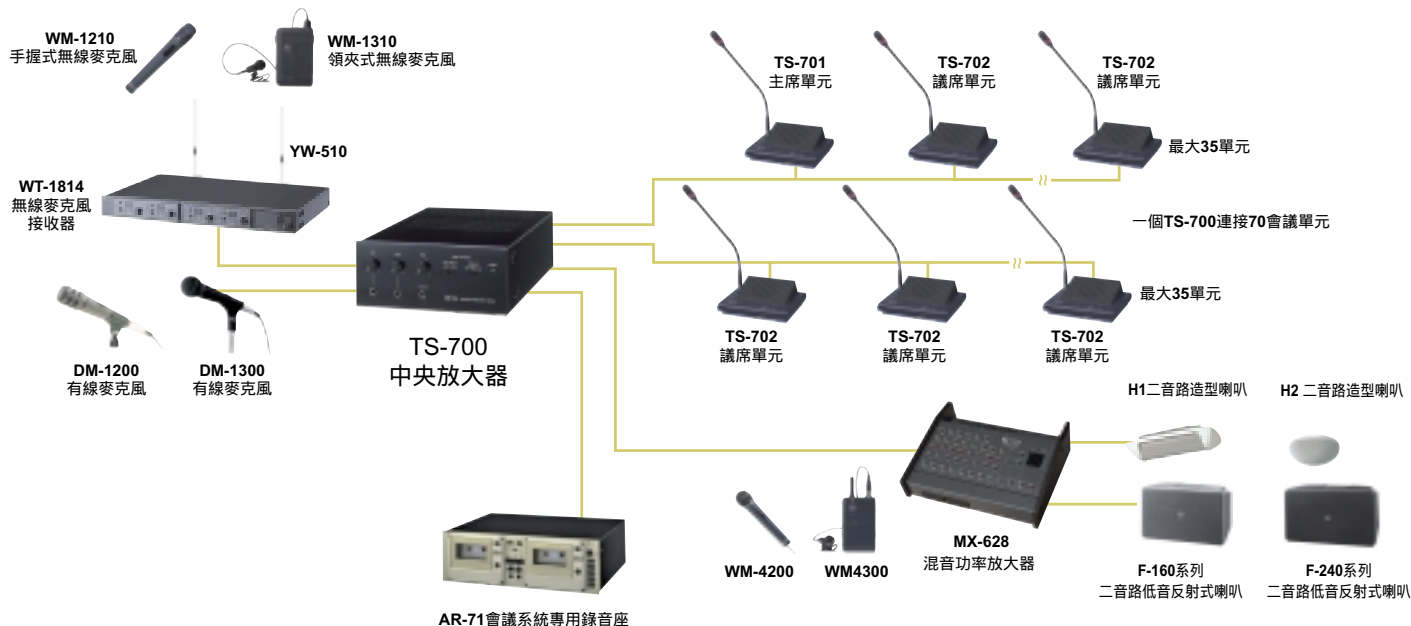 WM-1210
手握式無線麥克風
WM-1310
領夾式無線麥克風
YW-510
WT-1814
無線麥克風
接收器
DM-1200
有線麥克風
DM-1300
有線麥克風
TS-700
中央放大器
AR-71會議系統專用錄音座
TS-701
主席單元
TS-702
議席單元
TS-702
議席單元
最大35單元
一個TS-700連接70會議單元
TS-702
議席單元
TS-702
議席單元
TS-702
議席單元
最大35單元
WM-4200
WM4300
MX-628
混音功率放大器
H1二音路造型喇叭
H2 二音路造型喇叭
F-160系列
二音路低音反射式喇叭
F-240系列
二音路低音反射式喇叭